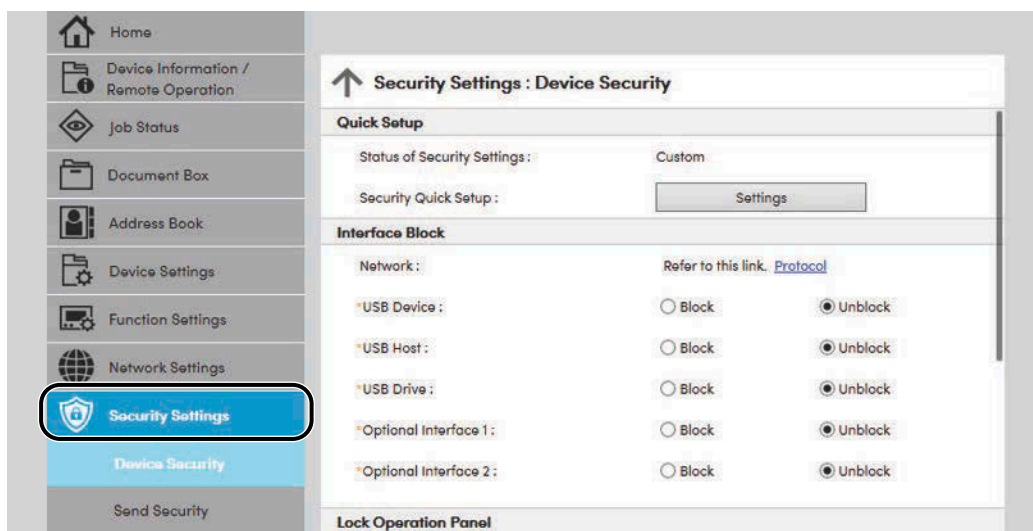 Home
Device Information /
Remote Operation
Job Status
Document Box
Address Book
Device Settings
Function Settings
Network Settings
Security Settings
Device Security
Send Security
Security Settings : Device Security
Quick Setup
Status of Security Settings : Custom
Security Quick Setup : Settings
Interface Block
Network : Refer to this link. Protocol
*USB Device : Block Unblock
*USB Host : Block Unblock
*USB Drive : Block Unblock
*Optional Interface 1 : Block Unblock
*Optional Interface 2 : Block Unblock
Lock Operation Panel